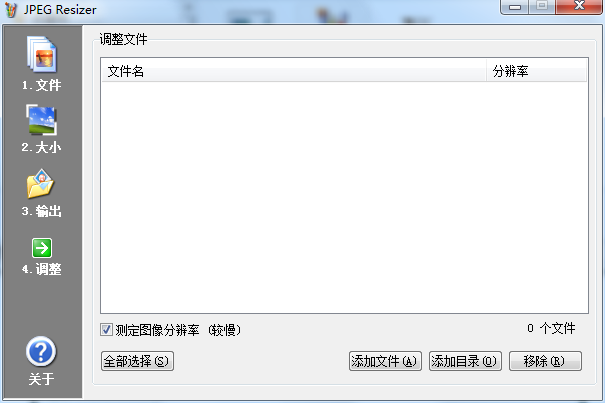 JPEG Resizer
1.文件
2.大小
3.输出
4.调整
关于
调整文件
文件名 分辨率
测定图像分辨率 (较慢)
0 个文件
全部选择(S) 添加文件(A) 添加目录(O) 移除(R)